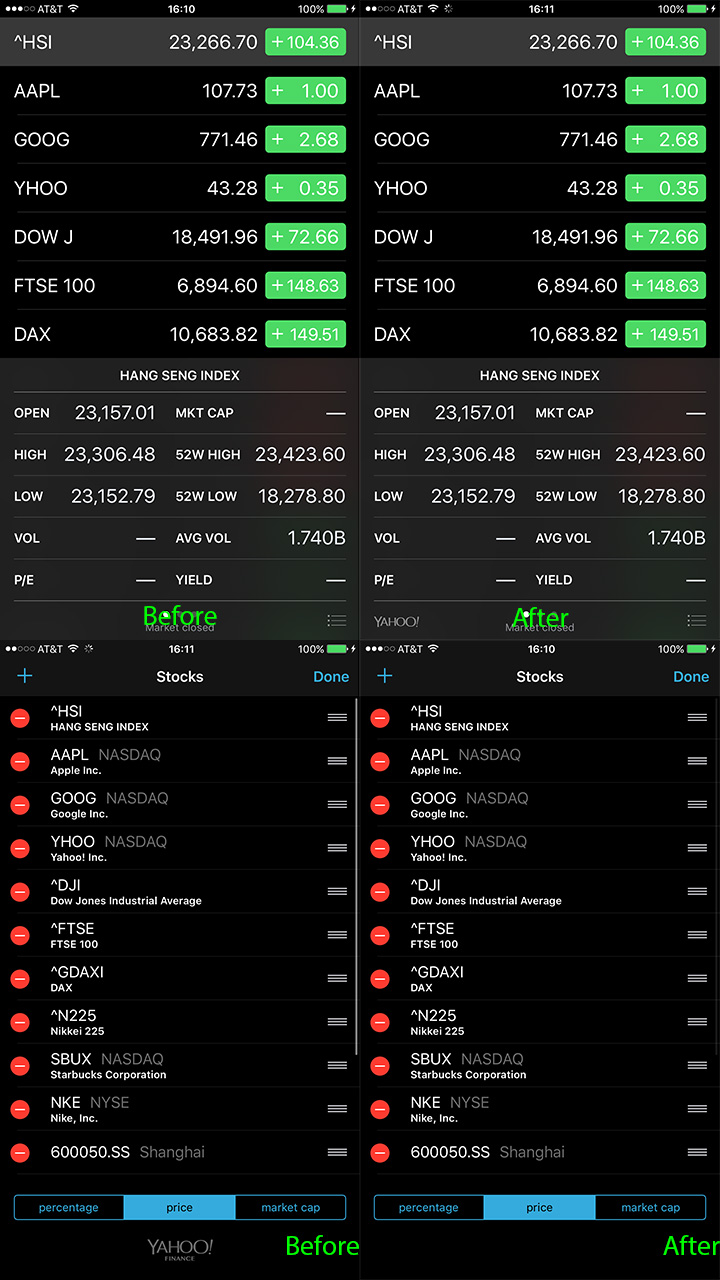 AT&T 16:10 100%
^HSI 23,266.70 +104.36
AAPL 107.73 + 1.00
GOOG 771.46 + 2.68
YHOO 43.28 + 0.35
DOW J 18,491.96 +72.66
FTSE 100 6,894.60 +148.63
DAX 10,683.82 +149.51
HANG SENG INDEX
OPEN 23,157.01 MKT CAP —
HIGH 23,306.48 52W HIGH 23,423.60
LOW 23,152.79 52W LOW 18,278.80
VOL — AVG VOL 1.740B
P/E — YIELD —
Before
Market closed
AT&T 16:11 100%
^HSI 23,266.70 +104.36
AAPL 107.73 + 1.00
GOOG 771.46 + 2.68
YHOO 43.28 + 0.35
DOW J 18,491.96 +72.66
FTSE 100 6,894.60 +148.63
DAX 10,683.82 +149.51
HANG SENG INDEX
OPEN 23,157.01 MKT CAP —
HIGH 23,306.48 52W HIGH 23,423.60
LOW 23,152.79 52W LOW 18,278.80
VOL — AVG VOL 1.740B
P/E — YIELD —
After
YAHOO!
Market closed
AT&T 16:11 100%
+ Stocks Done
^HSI
HANG SENG INDEX
AAPL NASDAQ
Apple Inc.
GOOG NASDAQ
Google Inc.
YHOO NASDAQ
Yahoo! Inc.
^DJI
Dow Jones Industrial Average
^FTSE
FTSE 100
^GDAXI
DAX
^N225
Nikkei 225
SBUX NASDAQ
Starbucks Corporation
NKE NYSE
Nike, Inc.
600050.SS Shanghai
percentage price market cap
YAHOO!
FINANCE
Before
AT&T 16:10 100%
+ Stocks Done
^HSI
HANG SENG INDEX
AAPL NASDAQ
Apple Inc.
GOOG NASDAQ
Google Inc.
YHOO NASDAQ
Yahoo! Inc.
^DJI
Dow Jones Industrial Average
^FTSE
FTSE 100
^GDAXI
DAX
^N225
Nikkei 225
SBUX NASDAQ
Starbucks Corporation
NKE NYSE
Nike, Inc.
600050.SS Shanghai
percentage price market cap
After